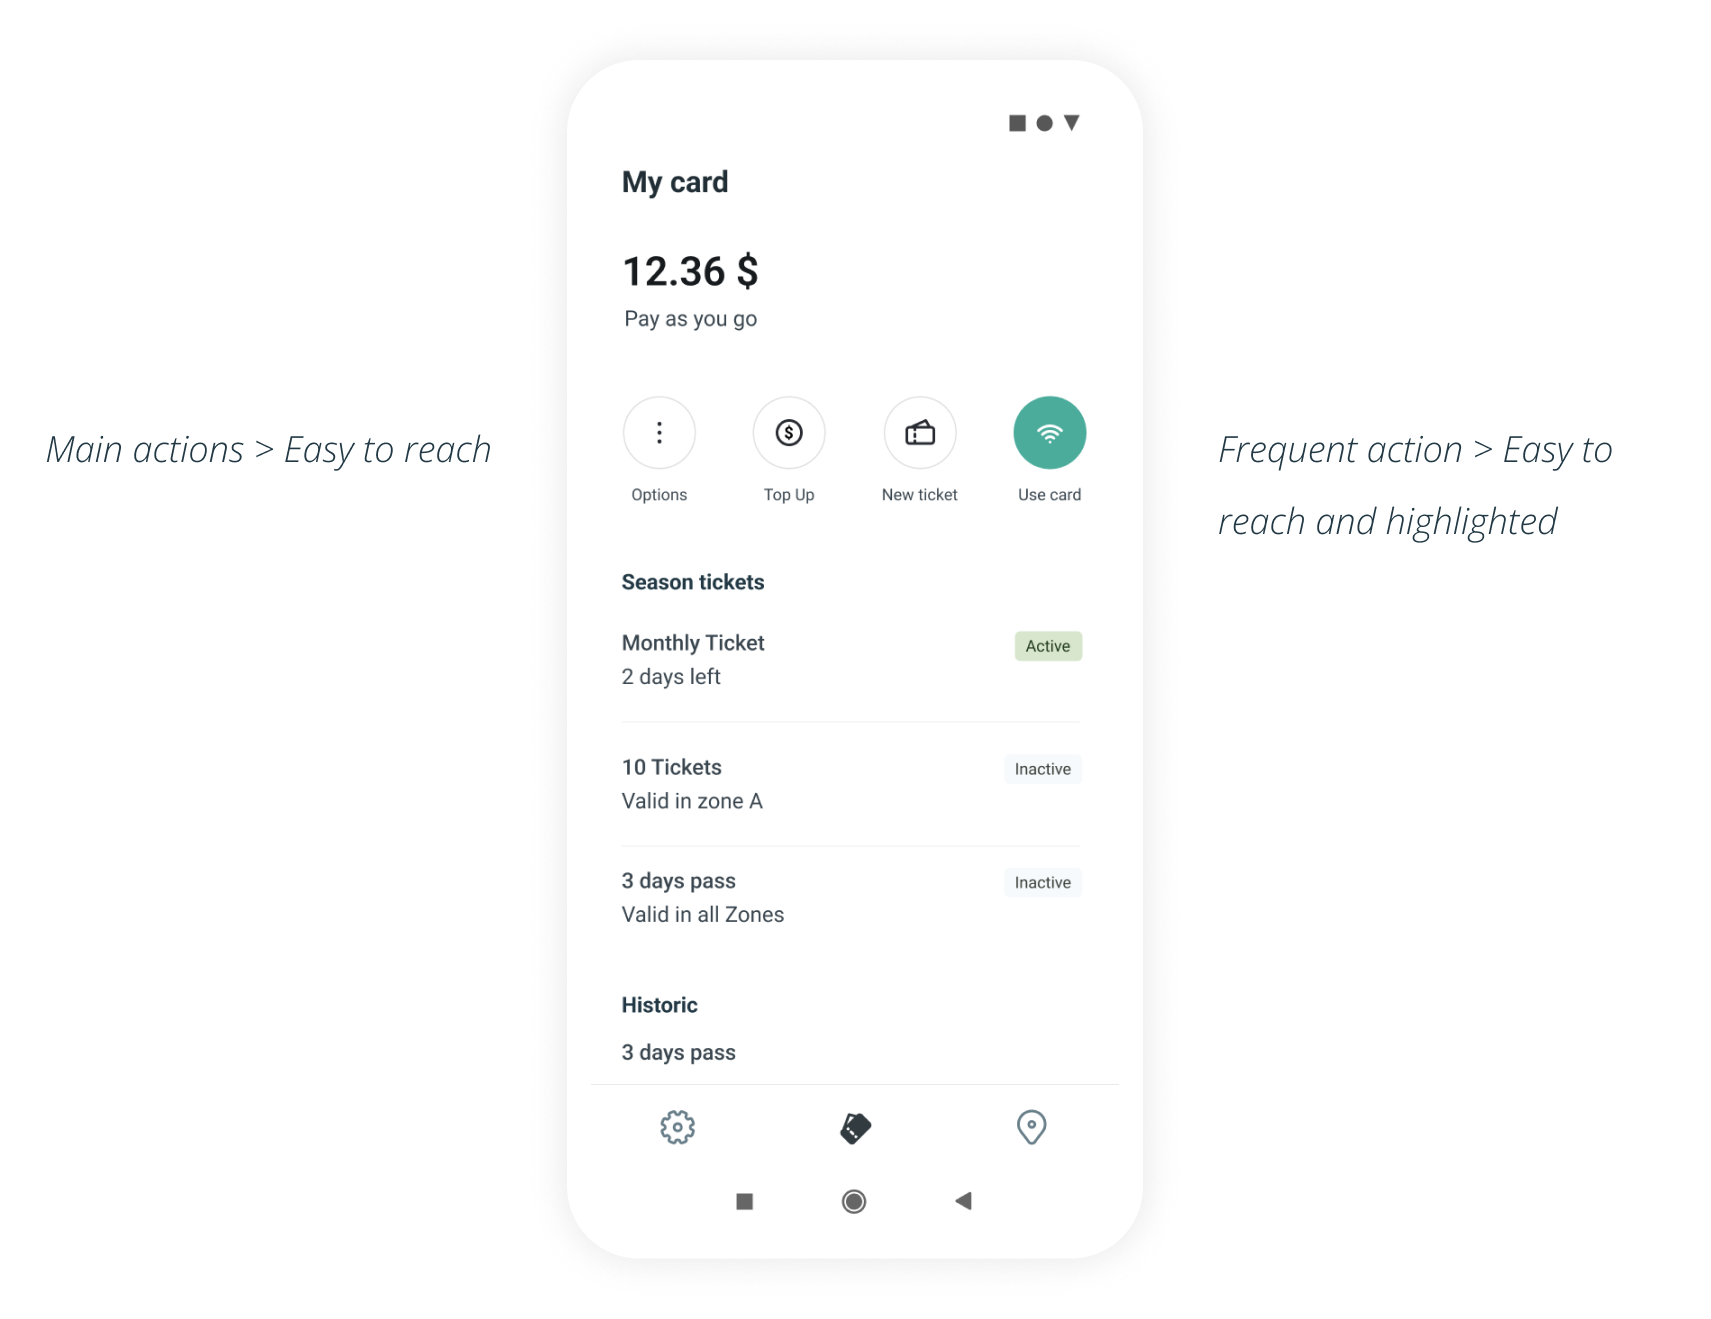 My card
12.36 $
Pay as you go
Main actions > Easy to reach
Options
Top Up
New ticket
Use card
Frequent action > Easy to
reach and highlighted
Season tickets
Monthly Ticket
Active
2 days left
10 Tickets
Inactive
Valid in zone A
3 days pass
Inactive
Valid in all Zones
Historic
3 days pass